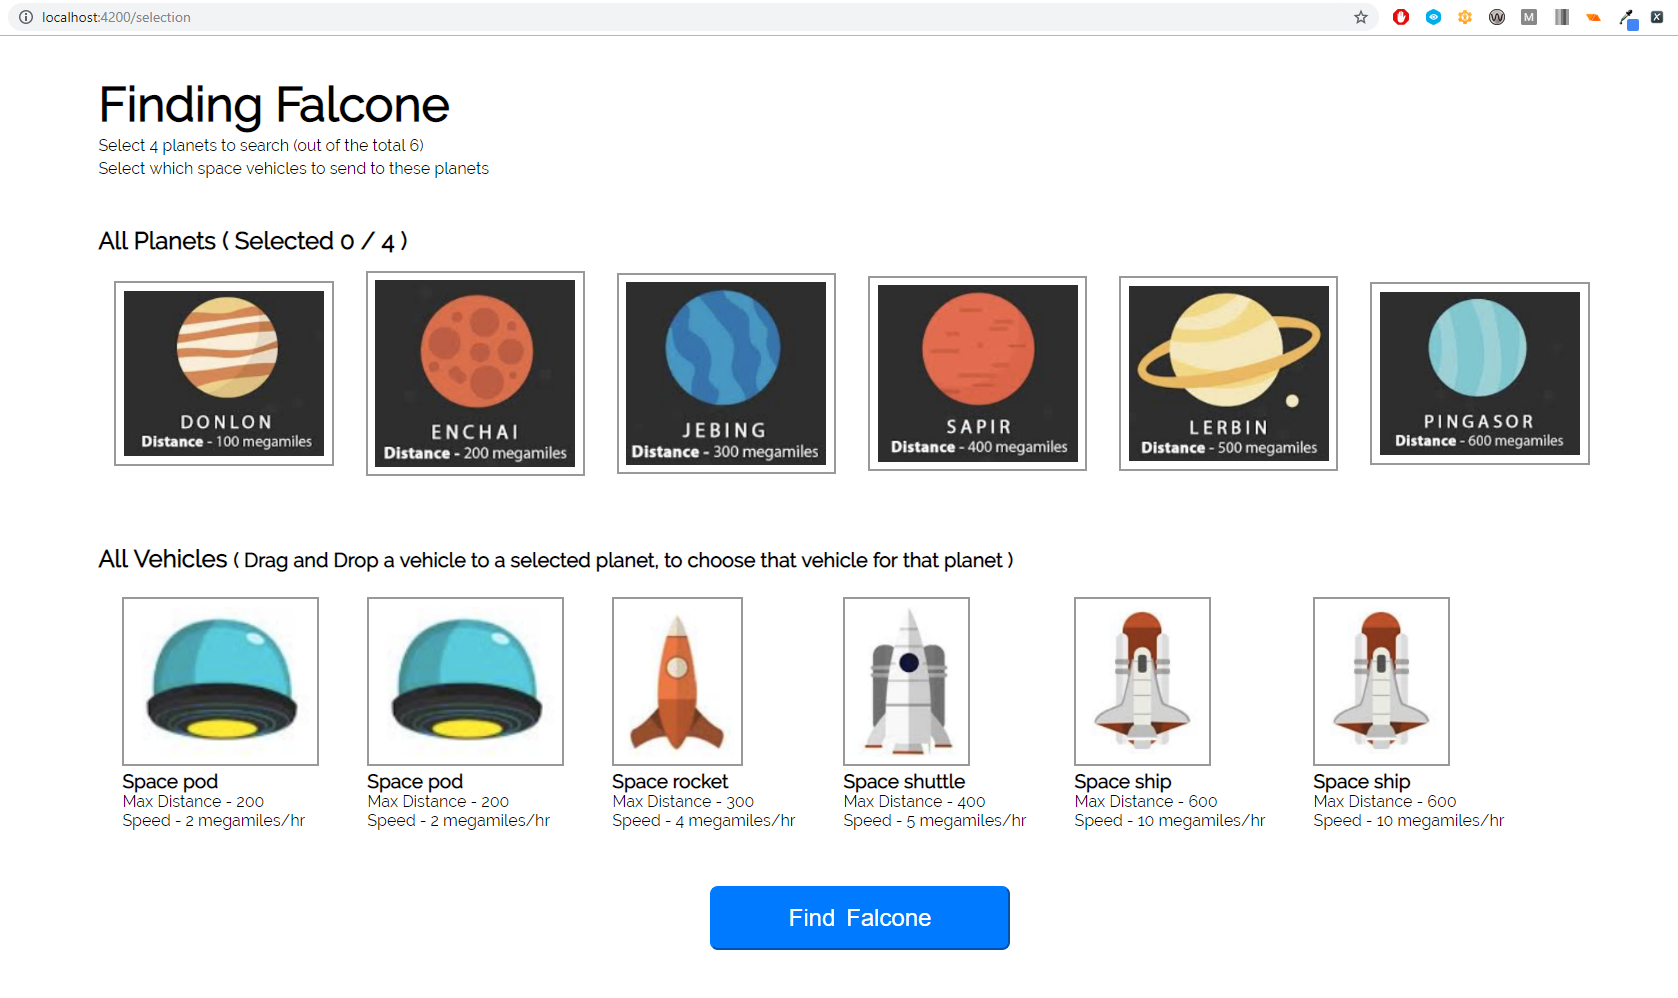 localhost:4200/selection
Finding Falcone
Select 4 planets to search (out of the total 6)
Select which space vehicles to send to these planets
All Planets ( Selected 0 / 4 )
DONLON
Distance - 100 megamiles
ENCHAI
Distance - 200 megamiles
JEBING
Distance - 300 megamiles
SAPIR
Distance - 400 megamiles
LERBIN
Distance - 500 megamiles
PINGASOR
Distance - 600 megamiles
All Vehicles ( Drag and Drop a vehicle to a selected planet, to choose that vehicle for that planet )
Space pod
Max Distance - 200
Speed - 2 megamiles/hr
Space pod
Max Distance - 200
Speed - 2 megamiles/hr
Space rocket
Max Distance - 300
Speed - 4 megamiles/hr
Space shuttle
Max Distance - 400
Speed - 5 megamiles/hr
Space ship
Max Distance - 600
Speed - 10 megamiles/hr
Space ship
Max Distance - 600
Speed - 10 megamiles/hr
Find Falcone